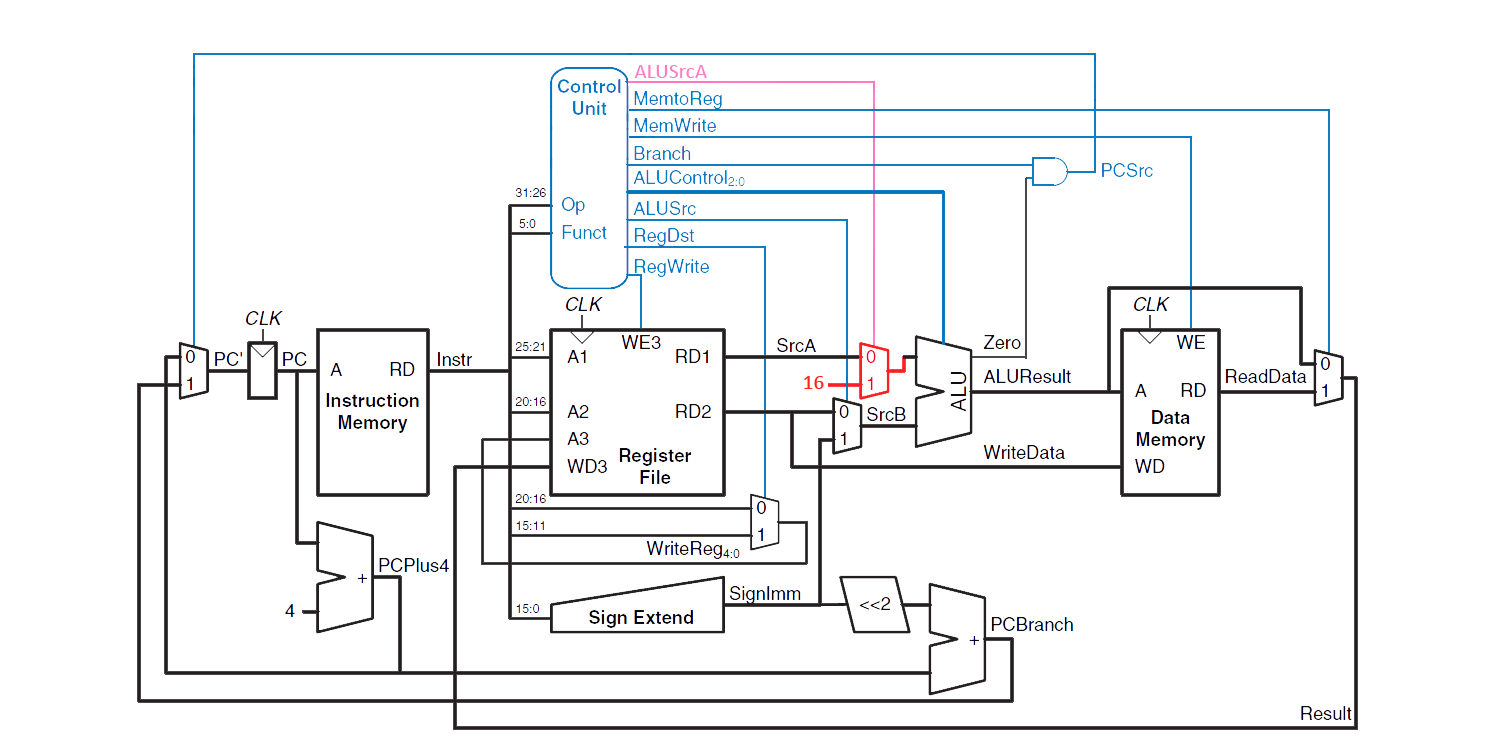 ALUSrcA
Control
Unit
MemtoReg
MemWrite
Branch
ALUControl2:0
PCSrc
31:26
Op
ALUSrc
5:0
Funct
RegDst
RegWrite
CLK
CLK
CLK
0
1
PC'
PC
A
RD
Instruction
Memory
Instr
25:21
A1
WE3
RD1
SrcA
0
16
1
Zero
ALU
ALUResult
WE
A
RD
Data
Memory
WD
ReadData
0
1
20:16
A2
RD2
0
SrcB
1
A3
WD3
Register
File
WriteData
20:16
0
15:11
1
WriteReg4:0
PCPlus4
+
4
15:0
Sign Extend
SignImm
<<2
+
PCBranch
Result